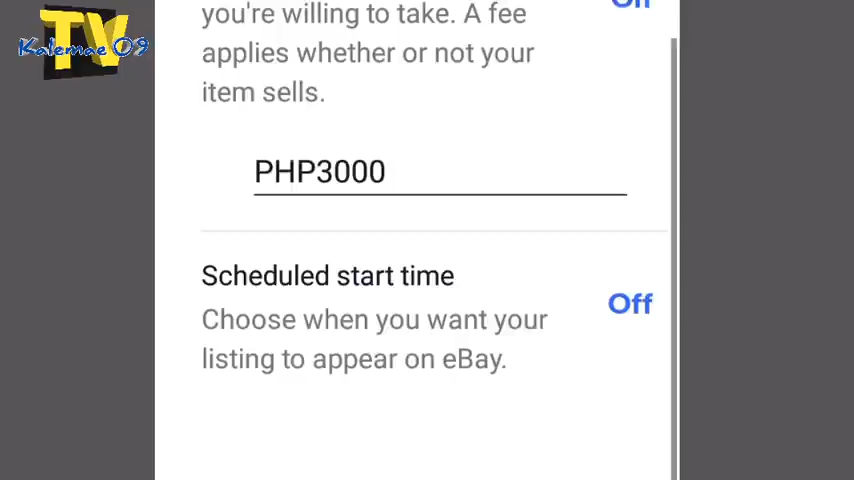 TV
Kalemae 09
you're willing to take. A fee
applies whether or not your
item sells.
PHP3000
Scheduled start time
Off
Choose when you want your
listing to appear on eBay.